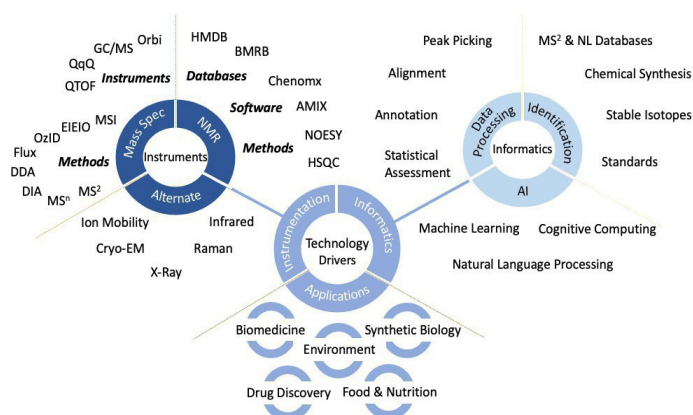 Orbi
GC/MS
QqQ
QTOF
Instruments
HMDB
BMRB
Databases
Chenomx
Software
AMIX
Methods
NOESY
HSQC
MSI
EIEIO
OzID
Flux
Methods
DDA
DIA
MSⁿ
MS²
Mass Spec
NMR
Instruments
Alternate
Ion Mobility
Infrared
Cryo-EM
Raman
X-Ray
Peak Picking
Alignment
Annotation
Statistical
Assessment
MS² & NL Databases
Chemical Synthesis
Stable Isotopes
Standards
Data
Processing
Identification
Informatics
AI
Machine Learning
Cognitive Computing
Natural Language Processing
Instrumentation
Informatics
Technology
Drivers
Applications
Biomedicine
Synthetic Biology
Environment
Drug Discovery
Food & Nutrition